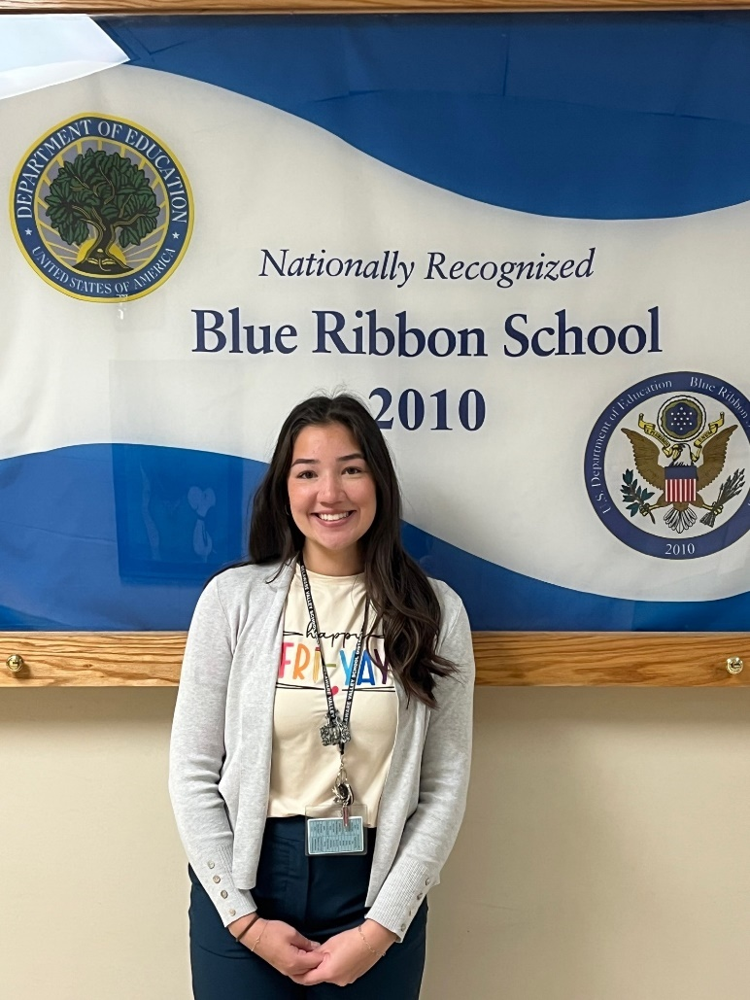 DEPARTMENT OF EDUCATION
UNITED STATES OF AMERICA
Nationally Recognized
Blue Ribbon School
2010
U.S. Department of Education Blue Ribbon
2010
happy
FRI-YAY